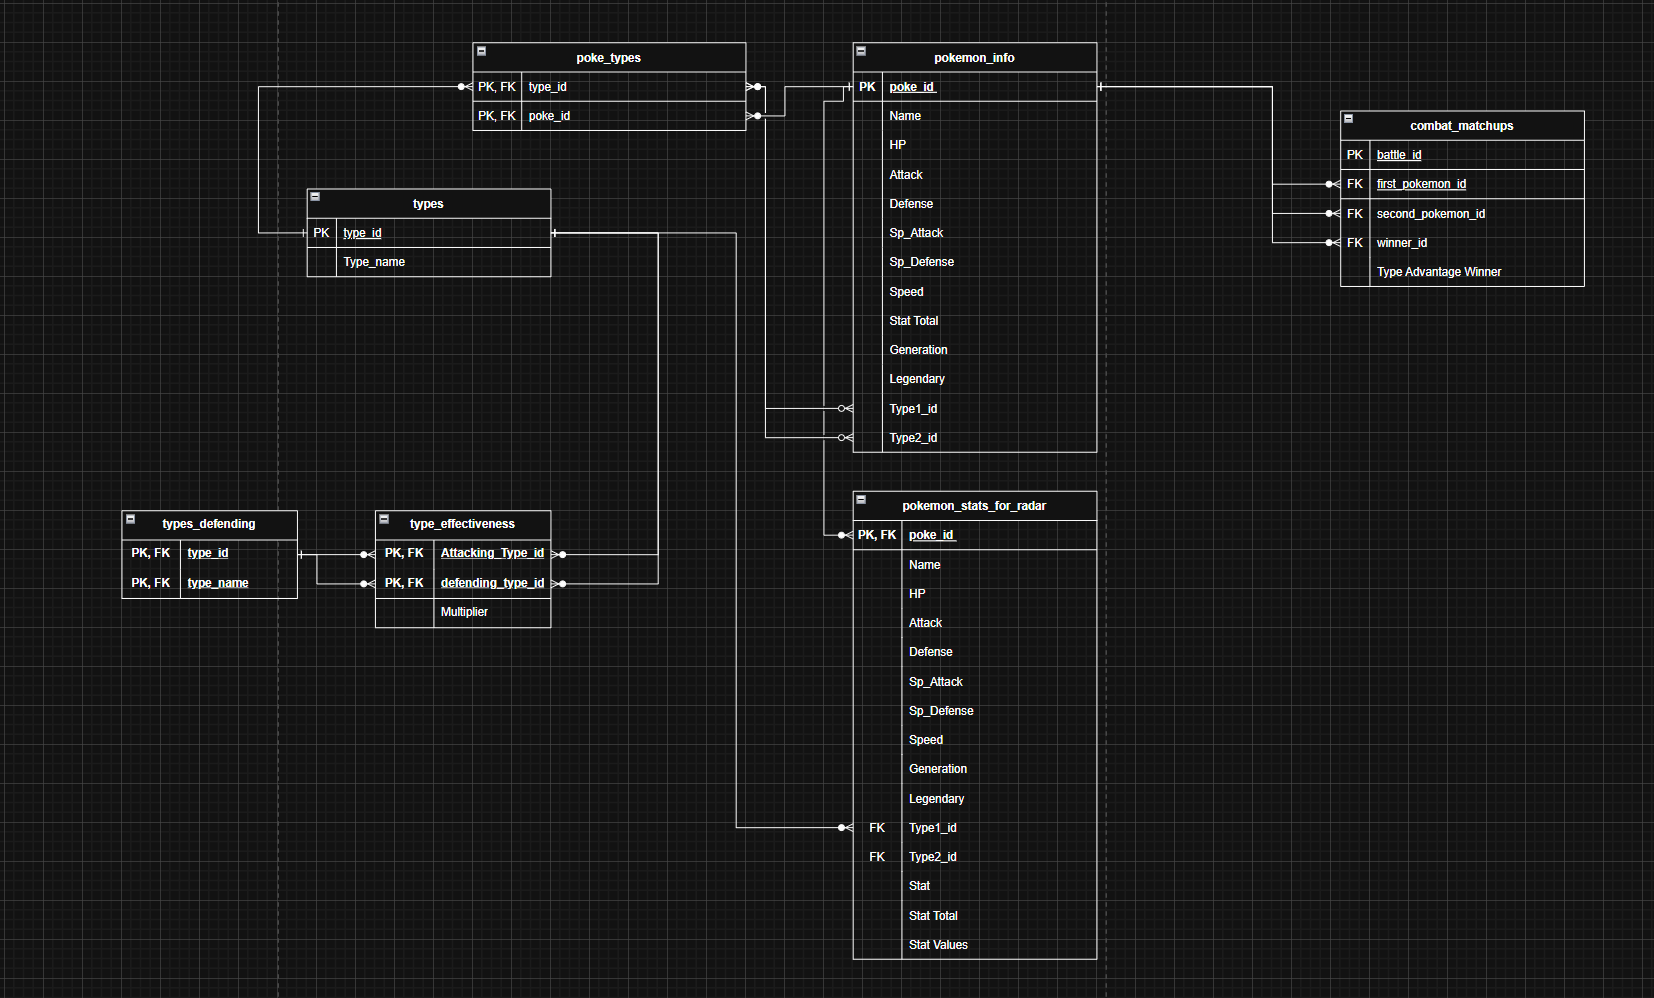 poke_types
PK, FK type_id
PK, FK poke_id
pokemon_info
PK poke_id
Name
HP
Attack
Defense
Sp_Attack
Sp_Defense
Speed
Stat Total
Generation
Legendary
Type1_id
Type2_id
combat_matchups
PK battle_id
FK first_pokemon_id
FK second_pokemon_id
FK winner_id
Type Advantage Winner
types
PK type_id
Type_name
types_defending
PK, FK type_id
PK, FK type_name
type_effectiveness
PK, FK Attacking_Type_id
PK, FK defending_type_id
Multiplier
pokemon_stats_for_radar
PK, FK poke_id
Name
HP
Attack
Defense
Sp_Attack
Sp_Defense
Speed
Generation
Legendary
FK Type1_id
FK Type2_id
Stat
Stat Total
Stat Values